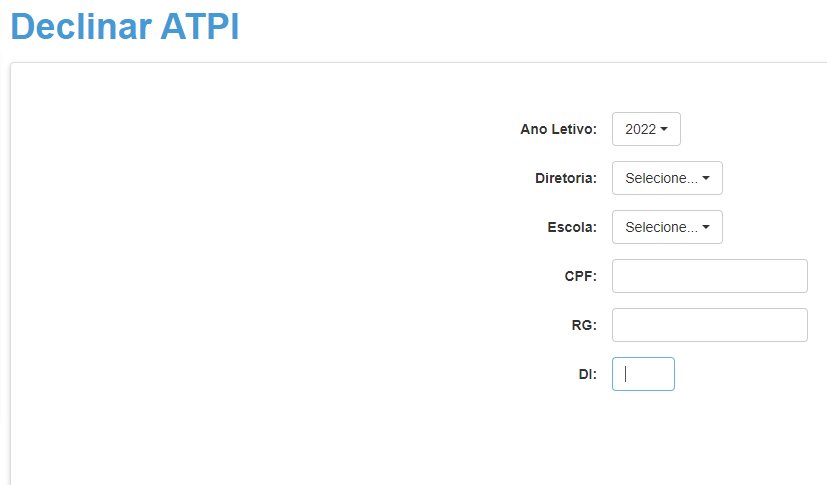 Declinar ATPI
Ano Letivo: 2022
Diretoria: Selecione...
Escola: Selecione...
CPF:
RG:
DI: